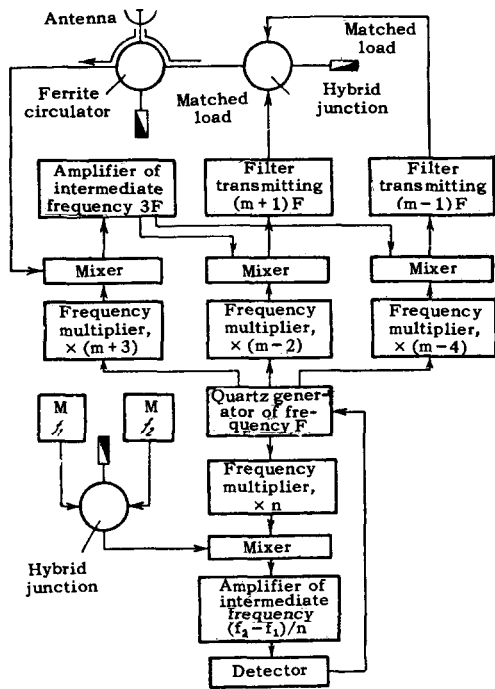 Antenna
Ferrite
circulator
Matched
load
Matched
load
Hybrid
junction
Amplifier of
intermediate
frequency 3F
Filter
transmitting
(m+1)F
Filter
transmitting
(m-1)F
Mixer
Mixer
Mixer
Frequency
multiplier,
× (m+3)
Frequency
multiplier,
× (m-2)
Frequency
multiplier,
× (m-4)
M
f₁
M
f₂
Quartz gener-
ator of fre-
quency F
Frequency
multiplier,
× n
Hybrid
junction
Mixer
Amplifier of
intermediate
frequency
(f₂-f₁)/n
Detector